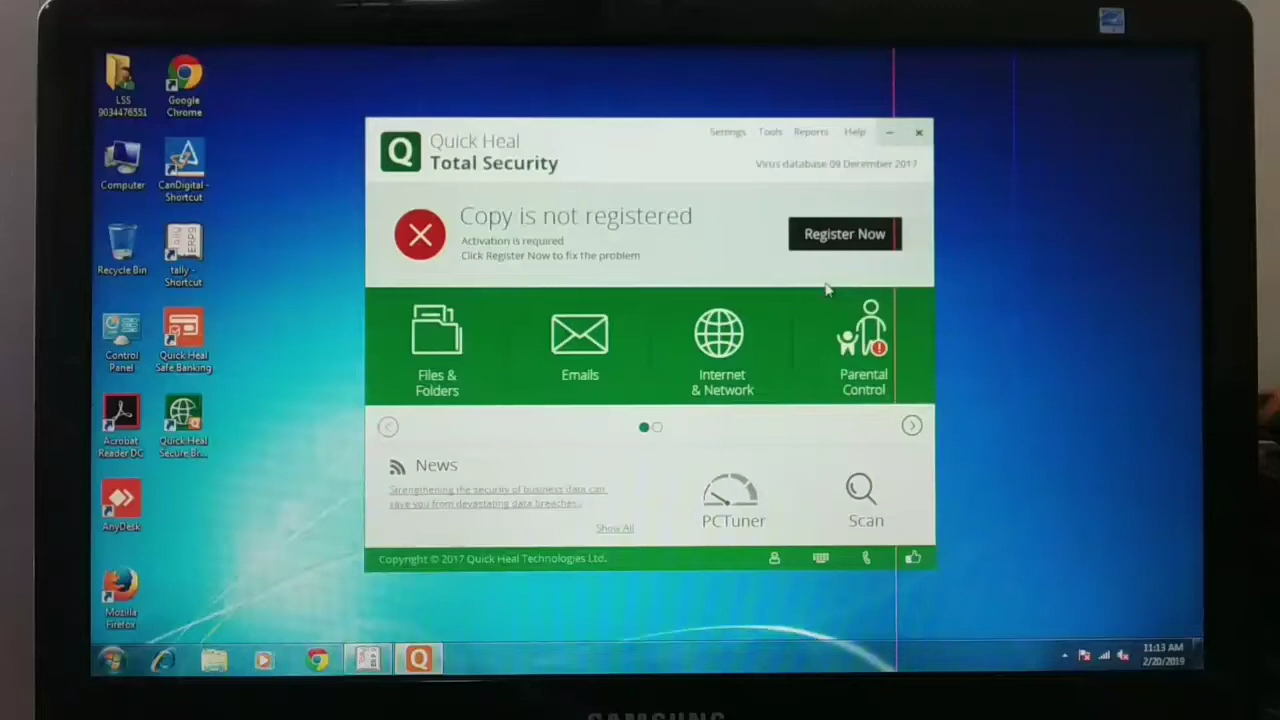 LSS
9034476551
Google
Chrome
Computer
CanDigital -
Shortcut
Recycle Bin
tally -
Shortcut
Control
Panel
Quick Heal
Safe Banking
Acrobat
Reader DC
Quick Heal
Secure Br...
AnyDesk
Mozilla
Firefox
Quick Heal
Total Security
Settings Tools Reports Help
Virus database 09 December 2017
Copy is not registered
Activation is required
Click Register Now to fix the problem
Register Now
Files &
Folders
Emails
Internet
& Network
Parental
Control
News
Strengthening the security of business data can
save you from devastating data breaches...
Show All
PCTuner
Scan
Copyright © 2017 Quick Heal Technologies Ltd.
11:13 AM
2/20/2019
SAMSUNG